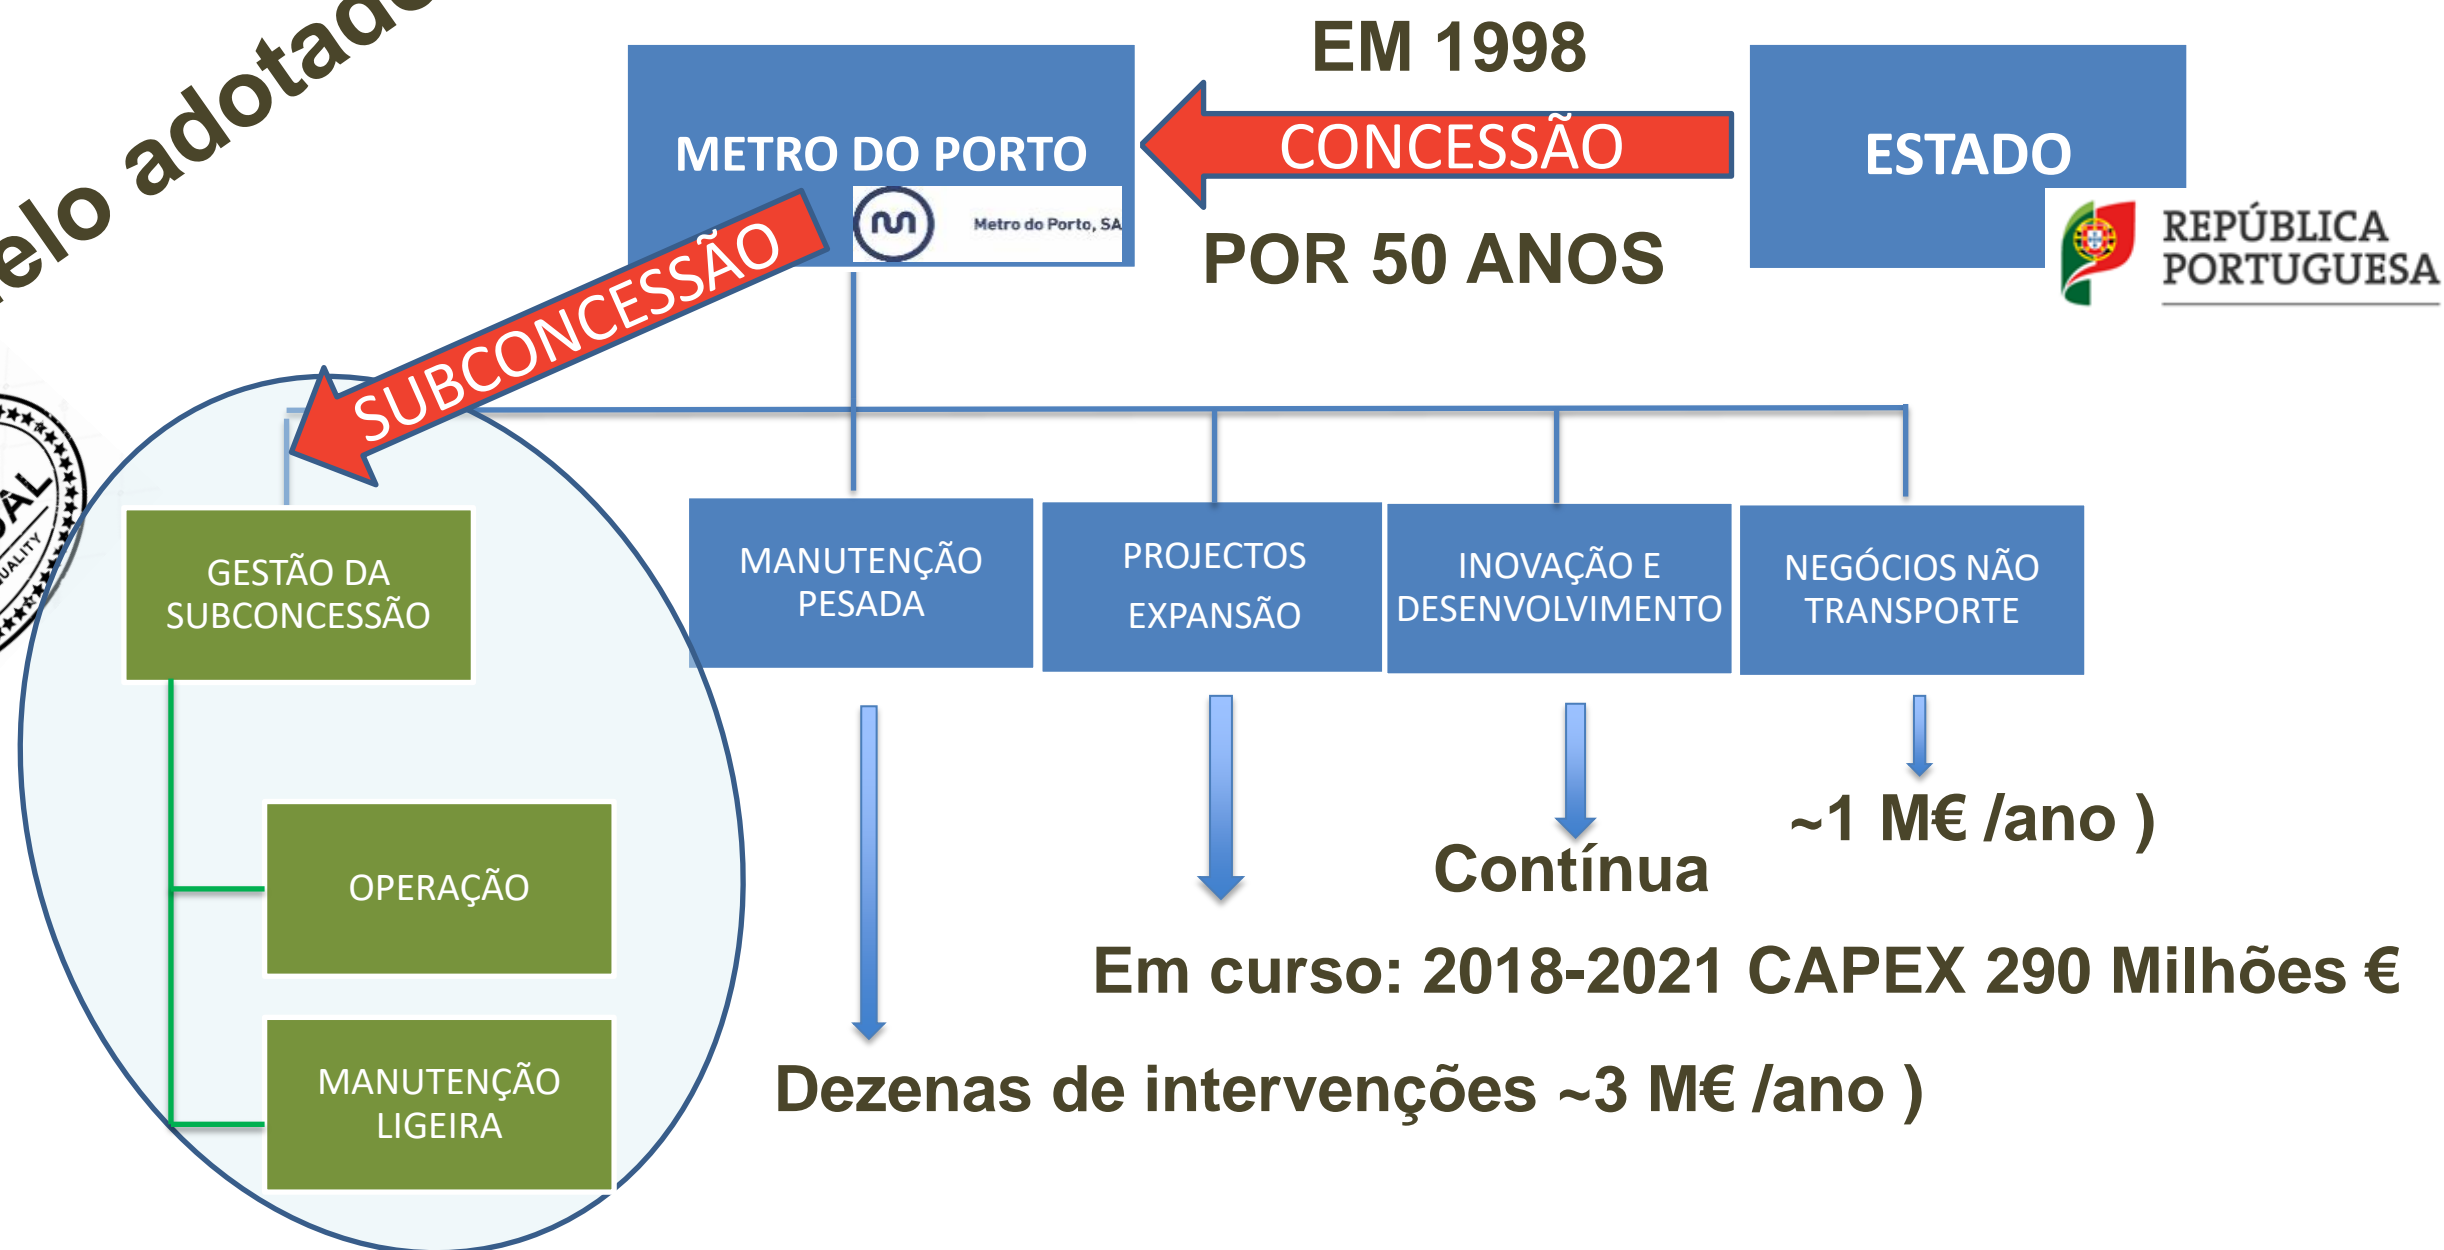 adotado
EM 1998
METRO DO PORTO
CONCESSÃO
ESTADO
Metro do Porto, SA
REPÚBLICA
PORTUGUESA
POR 50 ANOS
SUBCONCESSÃO
QUALITY
GESTÃO DA
SUBCONCESSÃO
MANUTENÇÃO
PESADA
PROJECTOS
EXPANSÃO
INOVAÇÃO E
DESENVOLVIMENTO
NEGÓCIOS NÃO
TRANSPORTE
OPERAÇÃO
MANUTENÇÃO
LIGEIRA
~1 M€ /ano )
Contínua
Em curso: 2018-2021 CAPEX 290 Milhões €
Dezenas de intervenções ~3 M€ /ano )